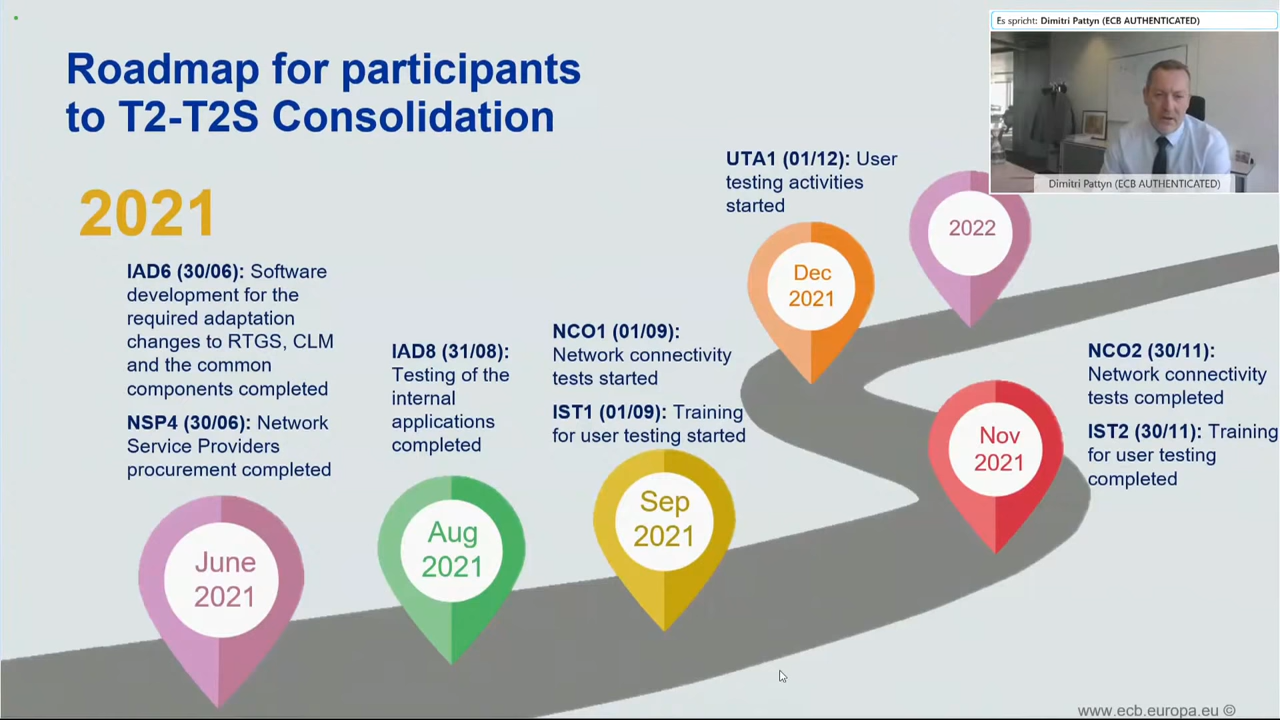 Es spricht: Dimitri Pattyn (ECB AUTHENTICATED)
Dimitri Pattyn (ECB AUTHENTICATED)
Roadmap for participants
to T2-T2S Consolidation
2021
IAD6 (30/06): Software
development for the
required adaptation
changes to RTGS, CLM
and the common
components completed
NSP4 (30/06): Network
Service Providers
procurement completed
June
2021
IAD8 (31/08):
Testing of the
internal
applications
completed
Aug
2021
NCO1 (01/09):
Network connectivity
tests started
IST1 (01/09): Training
for user testing started
Sep
2021
NCO2 (30/11):
Network connectivity
tests completed
IST2 (30/11): Training
for user testing
completed
Nov
2021
UTA1 (01/12): User
testing activities
started
Dec
2021
2022
www.ecb.europa.eu ©